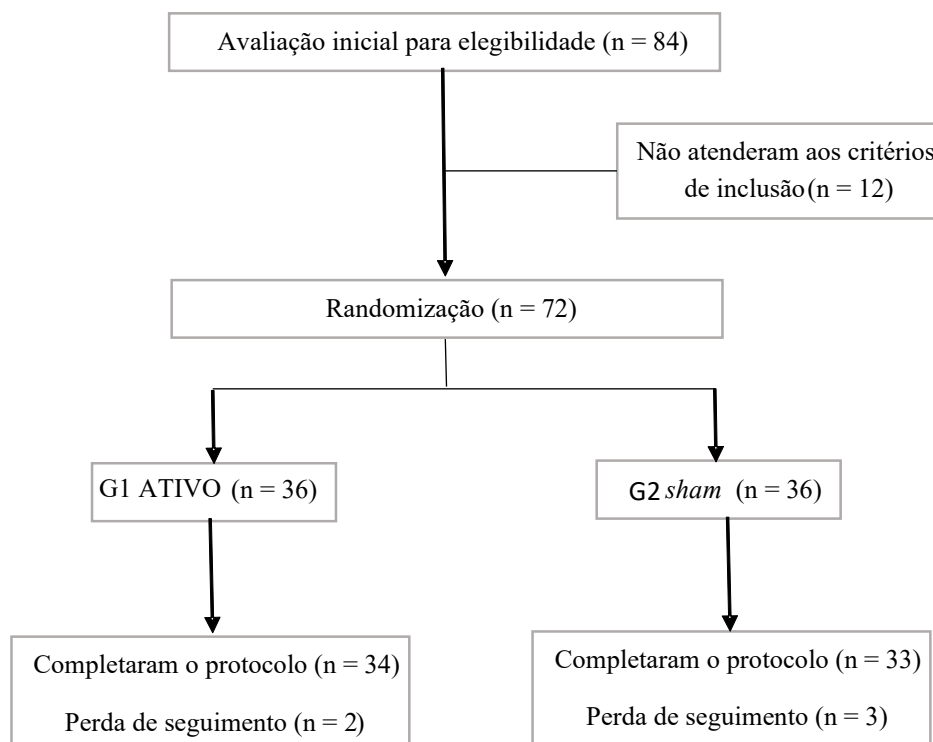 Avaliação inicial para elegibilidade (n = 84)
Não atenderam aos critérios
de inclusão (n = 12)
Randomização (n = 72)
G1 ATIVO (n = 36)
G2 sham (n = 36)
Completaram o protocolo (n = 34)
Perda de seguimento (n = 2)
Completaram o protocolo (n = 33)
Perda de seguimento (n = 3)